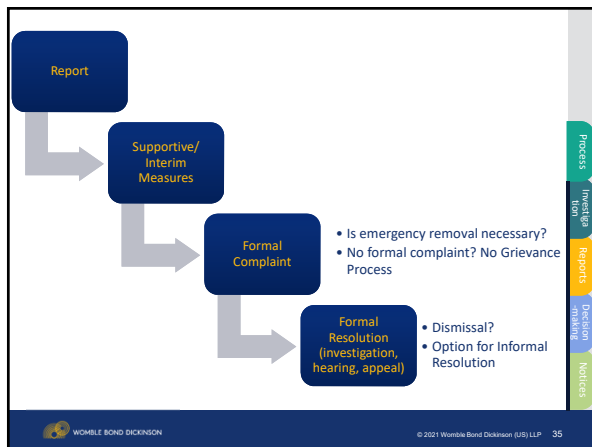 Report
Supportive/
Interim
Measures
Formal
Complaint
• Is emergency removal necessary?
• No formal complaint? No Grievance
Process
Formal
Resolution
(investigation,
hearing, appeal)
• Dismissal?
• Option for Informal
Resolution
Process
Investiga
tion
Reports
Decision
-making
Notices
WOMBLE BOND DICKINSON
© 2021 Womble Bond Dickinson (US) LLP 35